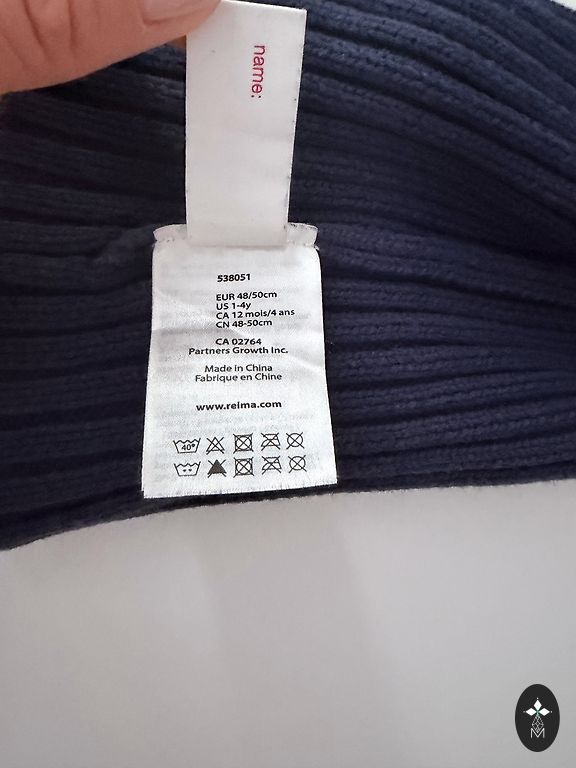 name:
538051
EUR 48/50cm
US 1-4y
CA 12 mois/4 ans
CN 48-50cm
CA 02764
Partners Growth Inc.
Made in China
Fabrique en Chine
www.reima.com
40°
M